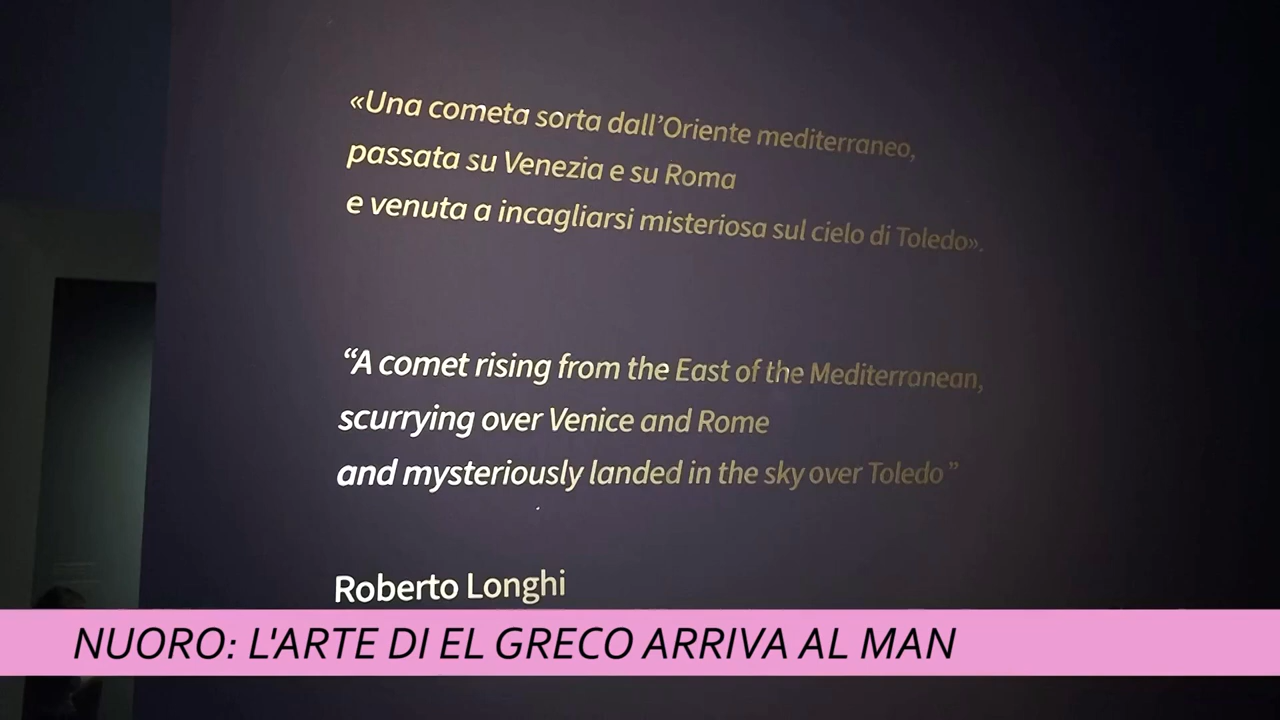 «Una cometa sorta dall'Oriente mediterraneo,
passata su Venezia e su Roma
e venuta a incagliarsi misteriosa sul cielo di Toledo».
“A comet rising from the East of the Mediterranean,
scurrying over Venice and Rome
and mysteriously landed in the sky over Toledo”
Roberto Longhi
NUORO: L'ARTE DI EL GRECO ARRIVA AL MAN